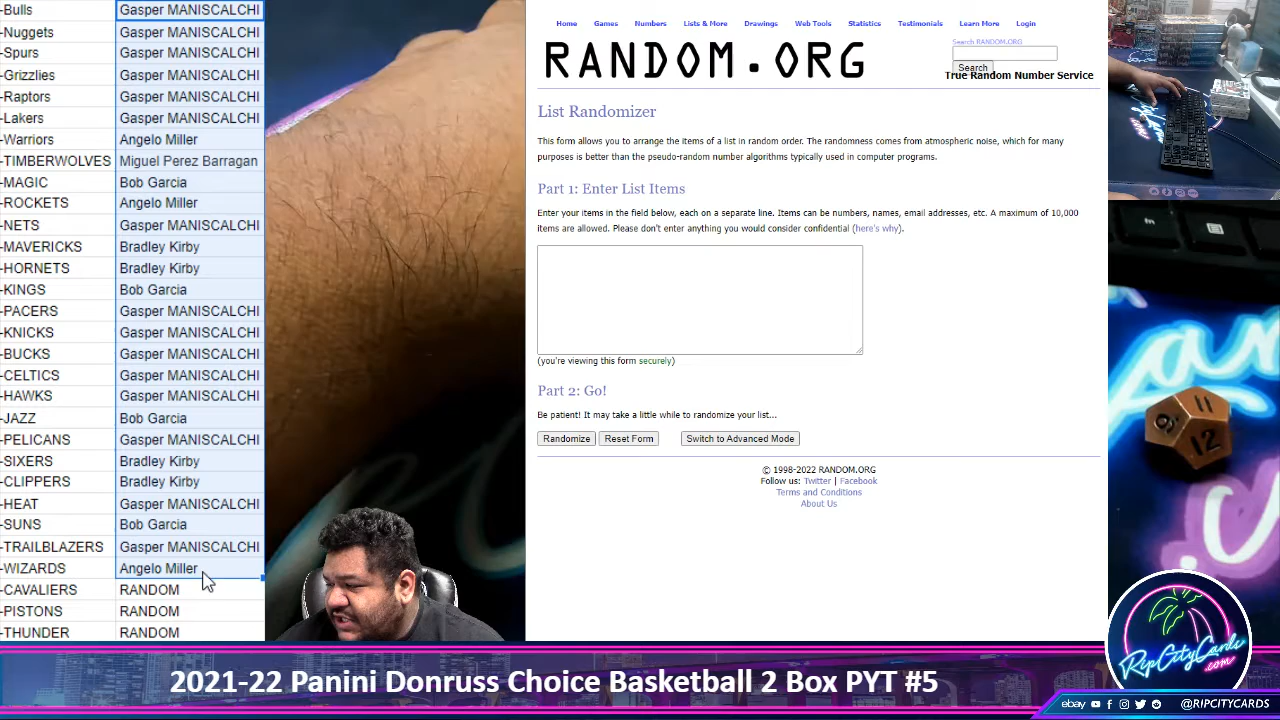 -Bulls Gasper MANISCALCHI
-Nuggets Gasper MANISCALCHI
-Spurs Gasper MANISCALCHI
-Grizzlies Gasper MANISCALCHI
-Raptors Gasper MANISCALCHI
-Lakers Gasper MANISCALCHI
-Warriors Angelo Miller
-TIMBERWOLVES Miguel Perez Barragan
-MAGIC Bob Garcia
-ROCKETS Angelo Miller
-NETS Gasper MANISCALCHI
-MAVERICKS Bradley Kirby
-HORNETS Bradley Kirby
-KINGS Bob Garcia
-PACERS Gasper MANISCALCHI
-KNICKS Gasper MANISCALCHI
-BUCKS Gasper MANISCALCHI
-CELTICS Gasper MANISCALCHI
-HAWKS Gasper MANISCALCHI
-JAZZ Bob Garcia
-PELICANS Gasper MANISCALCHI
-SIXERS Bradley Kirby
-CLIPPERS Bradley Kirby
-HEAT Gasper MANISCALCHI
-SUNS Bob Garcia
-TRAILBLAZERS Gasper MANISCALCHI
-WIZARDS Angelo Miller
-CAVALIERS RANDOM
-PISTONS RANDOM
-THUNDER RANDOM
Home Games Numbers Lists & More Drawings Web Tools Statistics Testimonials Learn More Login
RANDOM.ORG
Search RANDOM.ORG
Search
True Random Number Service
List Randomizer
This form allows you to arrange the items of a list in random order. The randomness comes from atmospheric noise, which for many
purposes is better than the pseudo-random number algorithms typically used in computer programs.
Part 1: Enter List Items
Enter your items in the field below, each on a separate line. Items can be numbers, names, email addresses, etc. A maximum of 10,000
items are allowed. Please don't enter anything you would consider confidential (here's why).
(you're viewing this form securely)
Part 2: Go!
Be patient! It may take a little while to randomize your list...
Randomize Reset Form Switch to Advanced Mode
© 1998-2022 RANDOM.ORG
Follow us: Twitter | Facebook
Terms and Conditions
About Us
11
9
12
2021-22 Panini Donruss Choice Basketball 2 Box PYT #5
RipCityCards
.com
ebay @RIPCITYCARDS